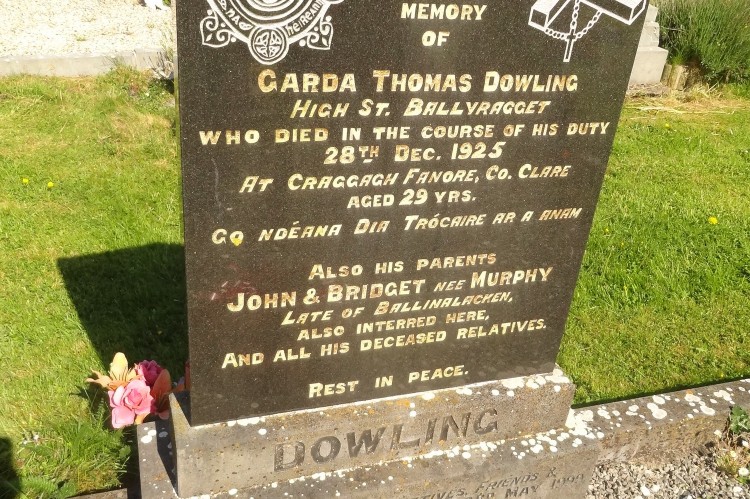 MEMORY
OF
GARDA THOMAS DOWLING
HIGH ST. BALLYRAGGET
WHO DIED IN THE COURSE OF HIS DUTY
28TH DEC. 1925
AT CRAGGAGH FANORE, CO. CLARE
AGED 29 YRS.
GO NDÉANA DIA TRÓCAIRE AR A ANAM
ALSO HIS PARENTS
JOHN & BRIDGET NEE MURPHY
LATE OF BALLINALACKEN,
ALSO INTERRED HERE,
AND ALL HIS DECEASED RELATIVES.
REST IN PEACE.
DOWLING
FRIENDS &
MAY